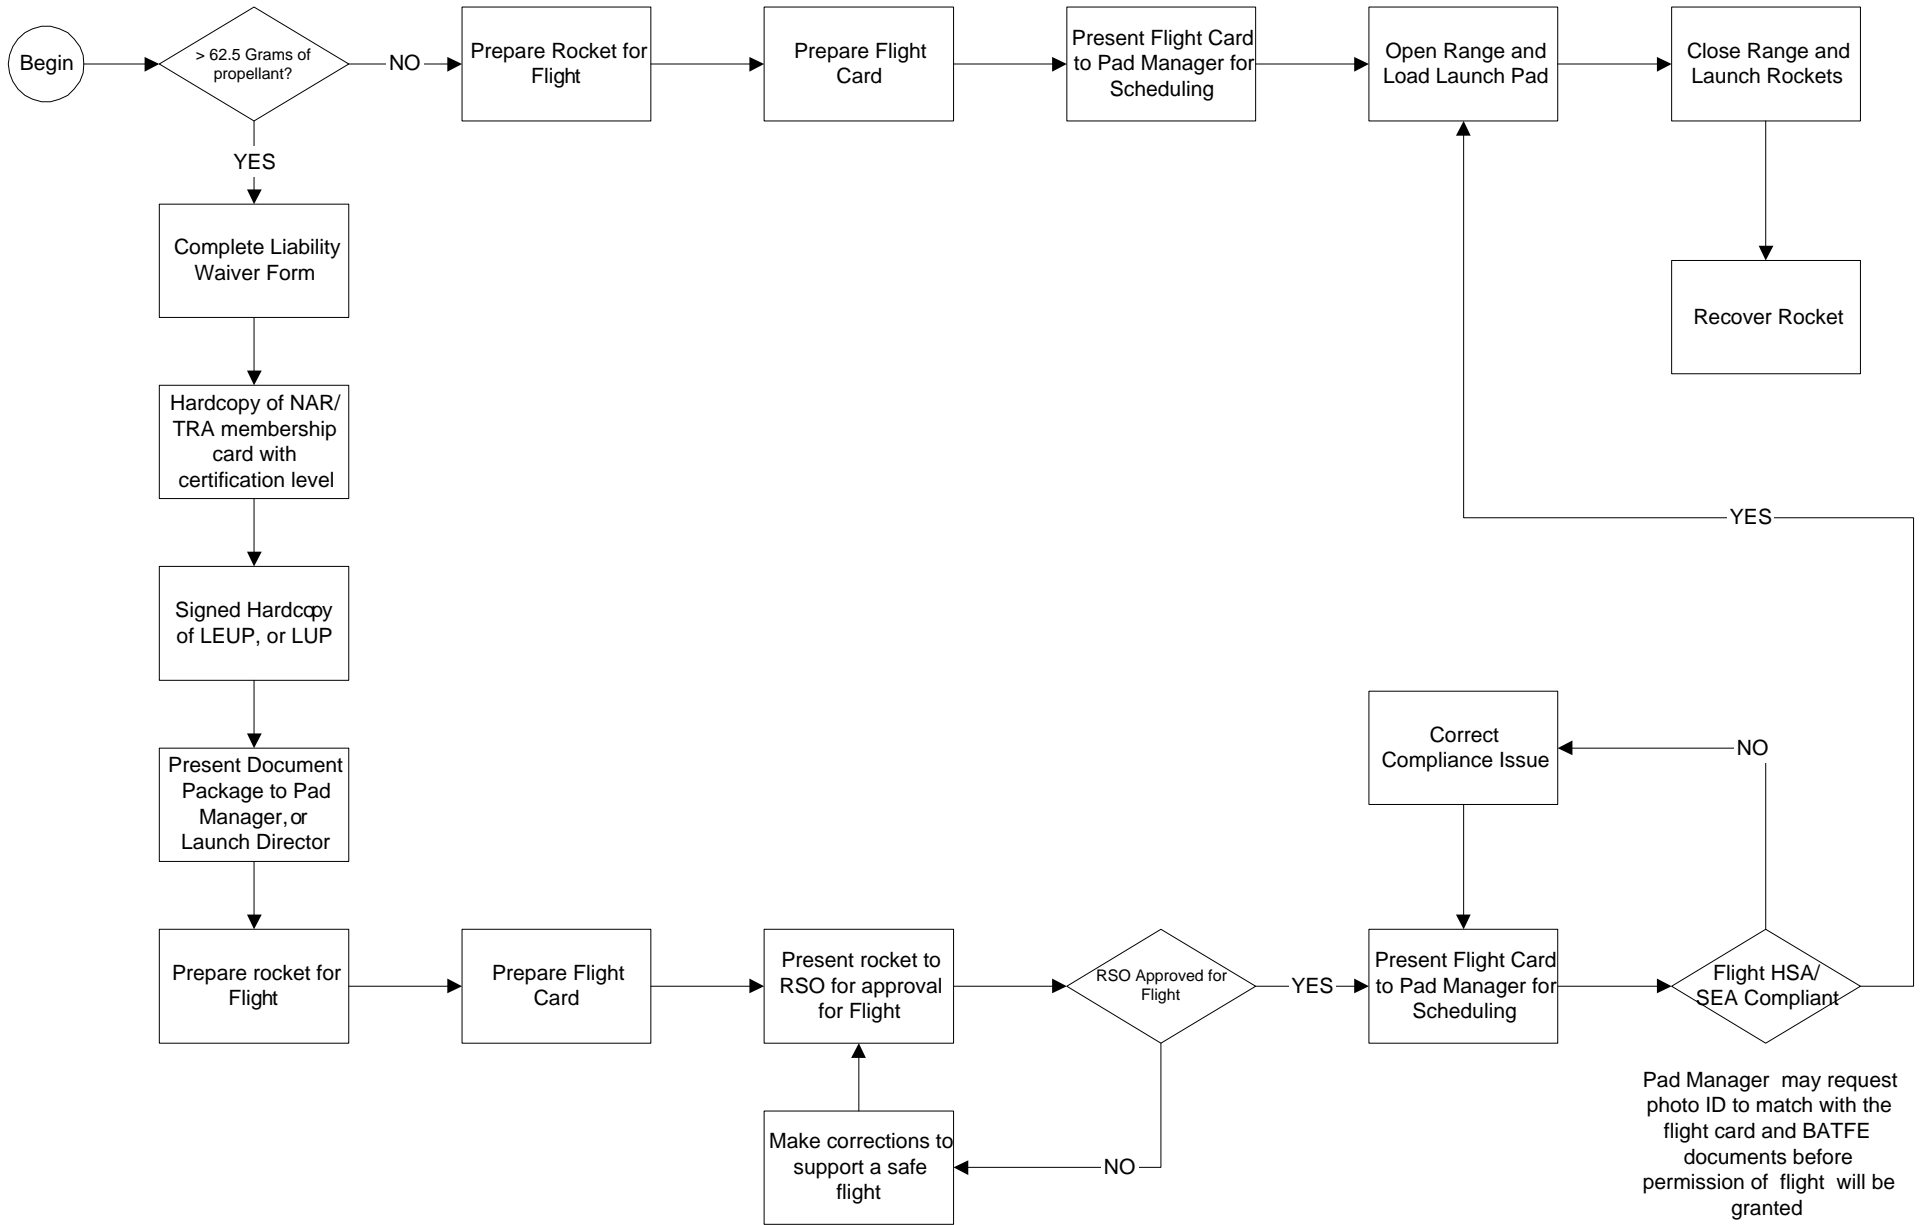 Begin
> 62.5 Grams of
propellant?
NO
Prepare Rocket for
Flight
Prepare Flight
Card
Present Flight Card
to Pad Manager for
Scheduling
Open Range and
Load Launch Pad
Close Range and
Launch Rockets
YES
Complete Liability
Waiver Form
Recover Rocket
Hardcopy of NAR/
TRA membership
card with
certification level
YES
Signed Hardcopy
of LEUP, or LUP
Present Document
Package to Pad
Manager, or
Launch Director
Correct
Compliance Issue
NO
Prepare rocket for
Flight
Prepare Flight
Card
Present rocket to
RSO for approval
for Flight
RSO Approved for
Flight
YES
Present Flight Card
to Pad Manager for
Scheduling
Flight HSA/
SEA Compliant
Make corrections to
support a safe
flight
NO
Pad Manager may request
photo ID to match with the
flight card and BATFE
documents before
permission of flight will be
granted